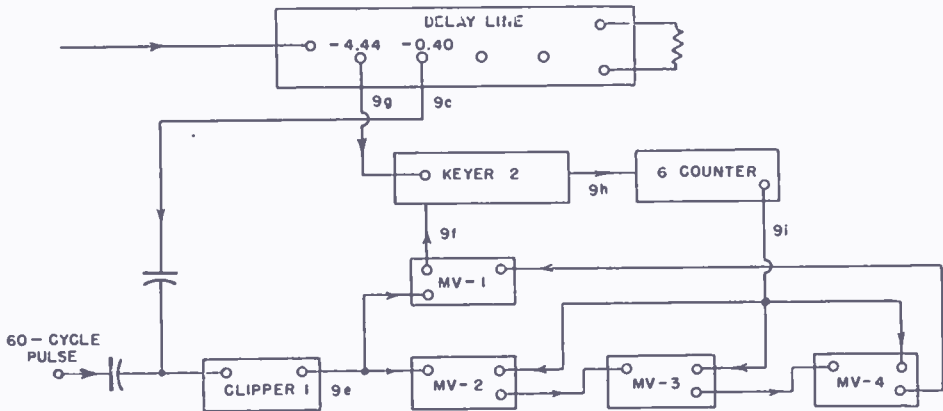 DELAY LINE
-4.44 -0.40
9g 9c
KEYER 2
9h
6 COUNTER
9f
9i
MV-1
60-CYCLE
PULSE
CLIPPER 1
9e
MV-2
MV-3
MV-4